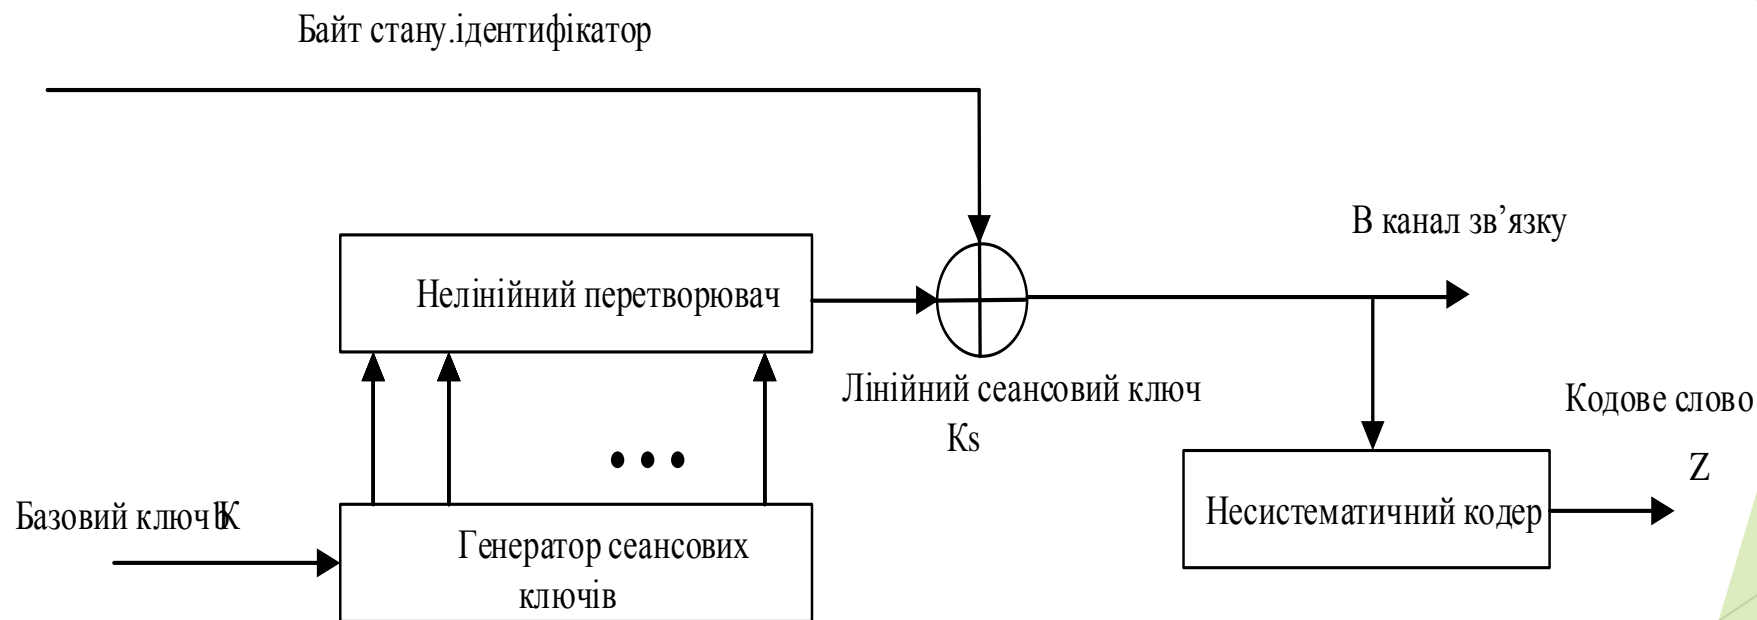 Байт стану.ідентифікатор
В канал зв’язку
Нелінійний перетворювач
Лінійний сеансовий ключ
Ks
Кодове слово
Z
Несистематичний кодер
Базовий ключ
Генератор сеансових
ключів